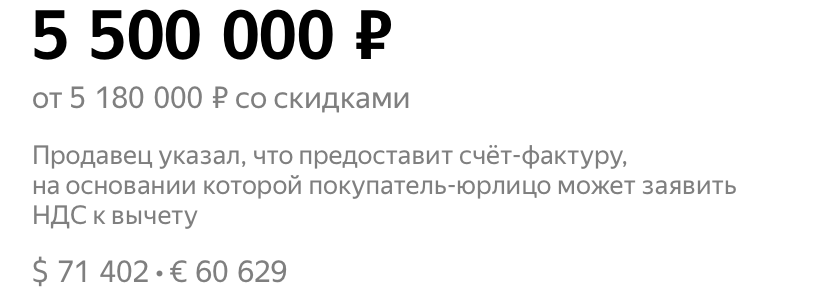 5 500 000 ₽
от 5 180 000 ₽ со скидками
Продавец указал, что предоставит счёт-фактуру,
на основании которой покупатель-юрлицо может заявить
НДС к вычету
$ 71 402 • € 60 629